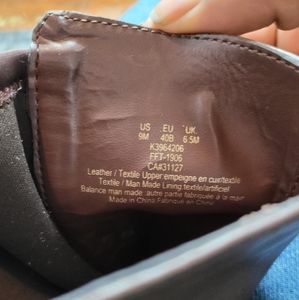 US EU UK
9M 40B 6.5M
K3964206
FFT-1906
CA#31127
Leather / Textile Upper/empeigne en cuir/textile
Textile / Man Made Lining textile/artificiel
Balance man made autre partie fabriquée à la main
Made in China Fabriqué en Chine